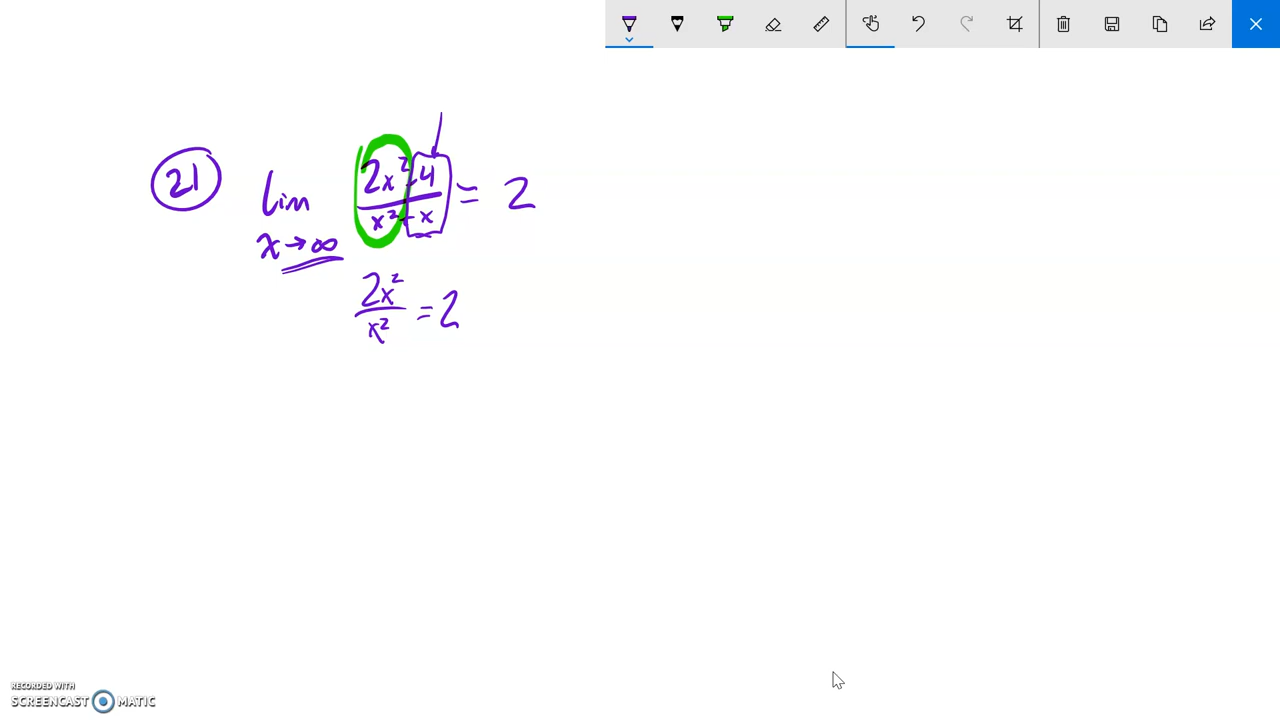 21 lim 2x² - 4 = 2
x → ∞ x² - x
2x² = 2
x²
RECORDED WITH
SCREENCAST MATIC